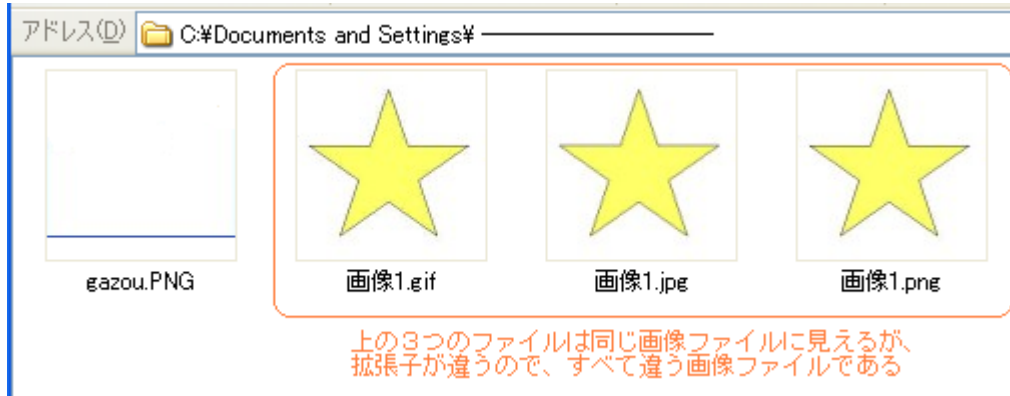 アドレス(D) C:¥Documents and Settings¥
gazou.PNG 画像1.gif 画像1.jpg 画像1.png
上の３つのファイルは同じ画像ファイルに見えるが、
拡張子が違うので、すべて違う画像ファイルである